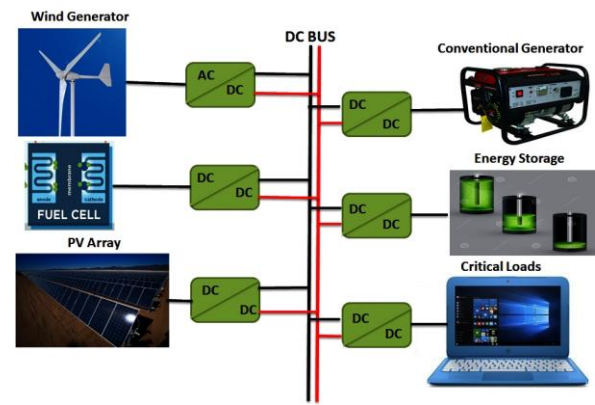 Wind Generator
DC BUS
Conventional Generator
AC
DC
DC
DC
anode
membrane
cathode
FUEL CELL
DC
DC
Energy Storage
DC
DC
PV Array
DC
DC
Critical Loads
DC
DC